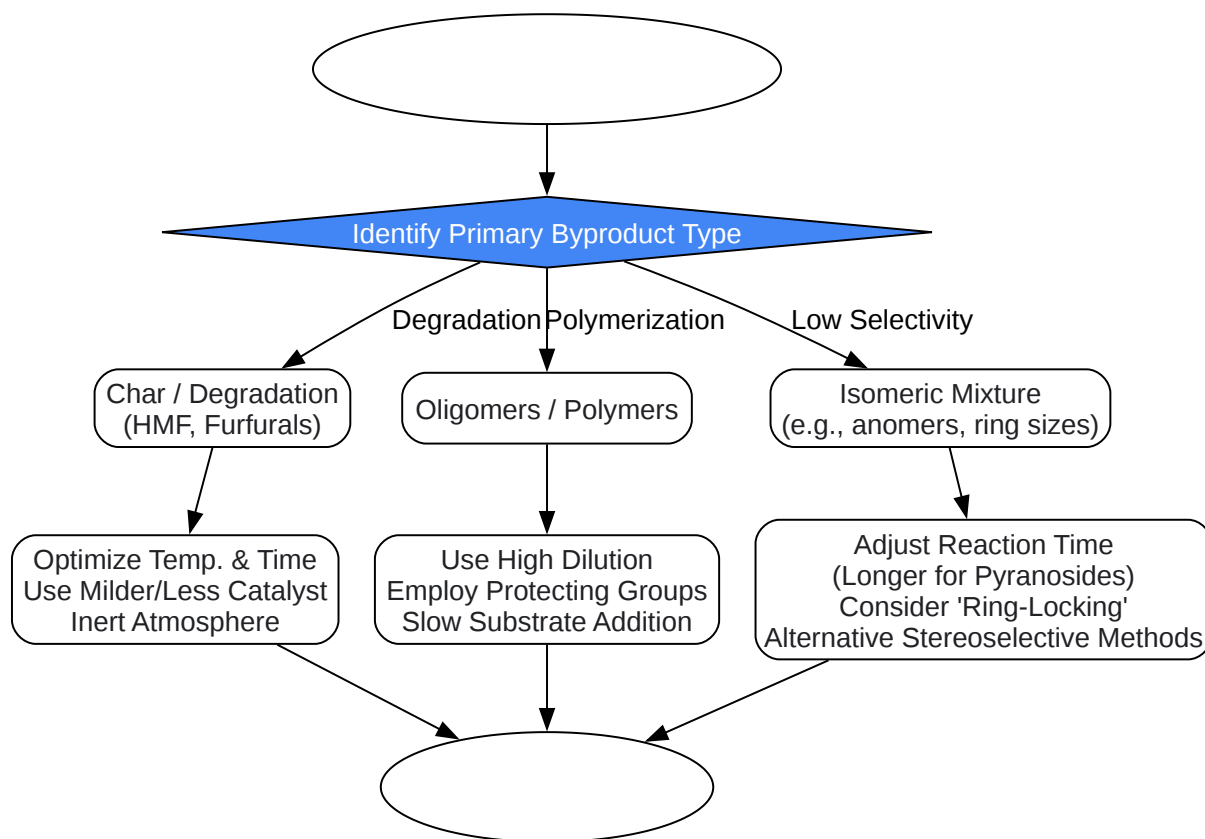 Identify Primary Byproduct Type
Degradation
Polymerization
Low Selectivity
Char / Degradation
(HMF, Furfurals)
Oligomers / Polymers
Isomeric Mixture
(e.g., anomers, ring sizes)
Optimize Temp. & Time
Use Milder/Less Catalyst
Inert Atmosphere
Use High Dilution
Employ Protecting Groups
Slow Substrate Addition
Adjust Reaction Time
(Longer for Pyranosides)
Consider 'Ring-Locking'
Alternative Stereoselective Methods